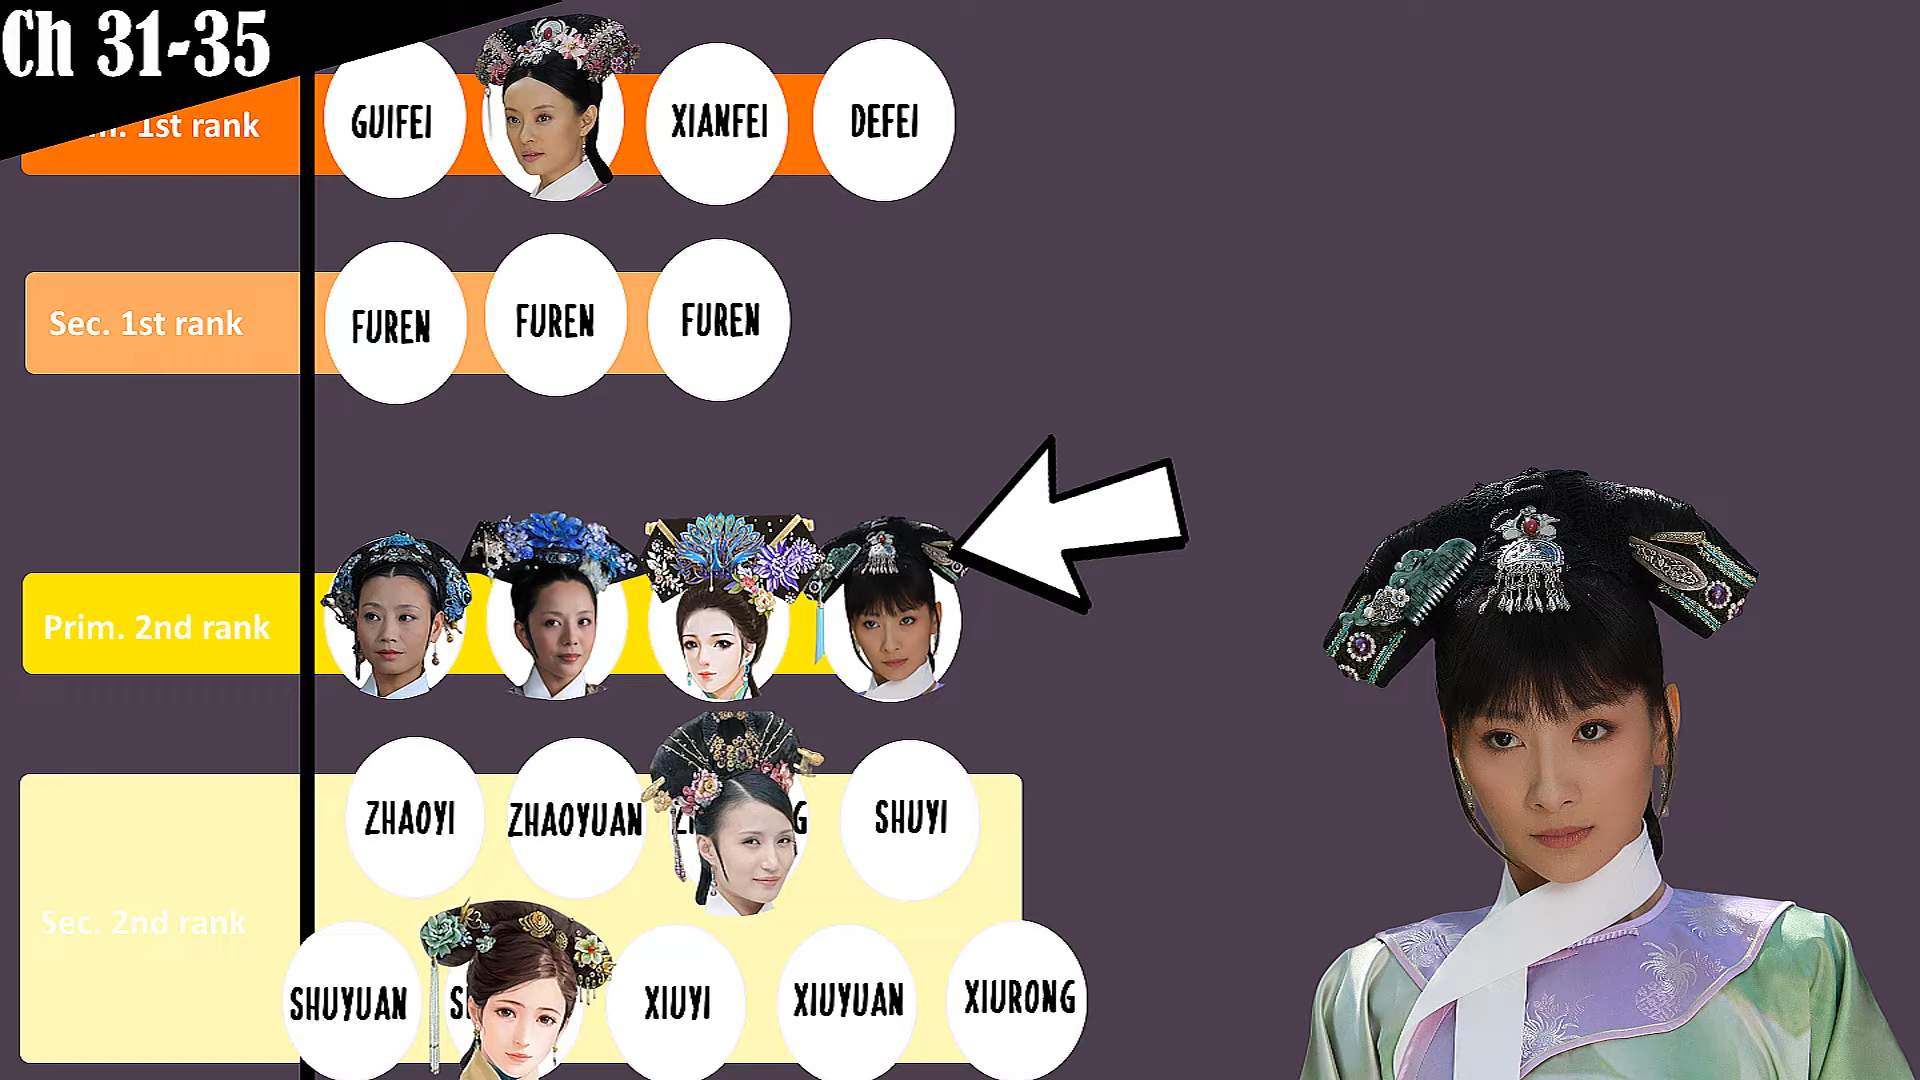 Ch 31-35
1st rank
GUIFEI
XIANFEI
DEFEI
Sec. 1st rank
FUREN
FUREN
FUREN
Prim. 2nd rank
Sec. 2nd rank
ZHAOYI
ZHAOYUAN
SHUYI
SHUYUAN
XIUYI
XIUYUAN
XIURONG